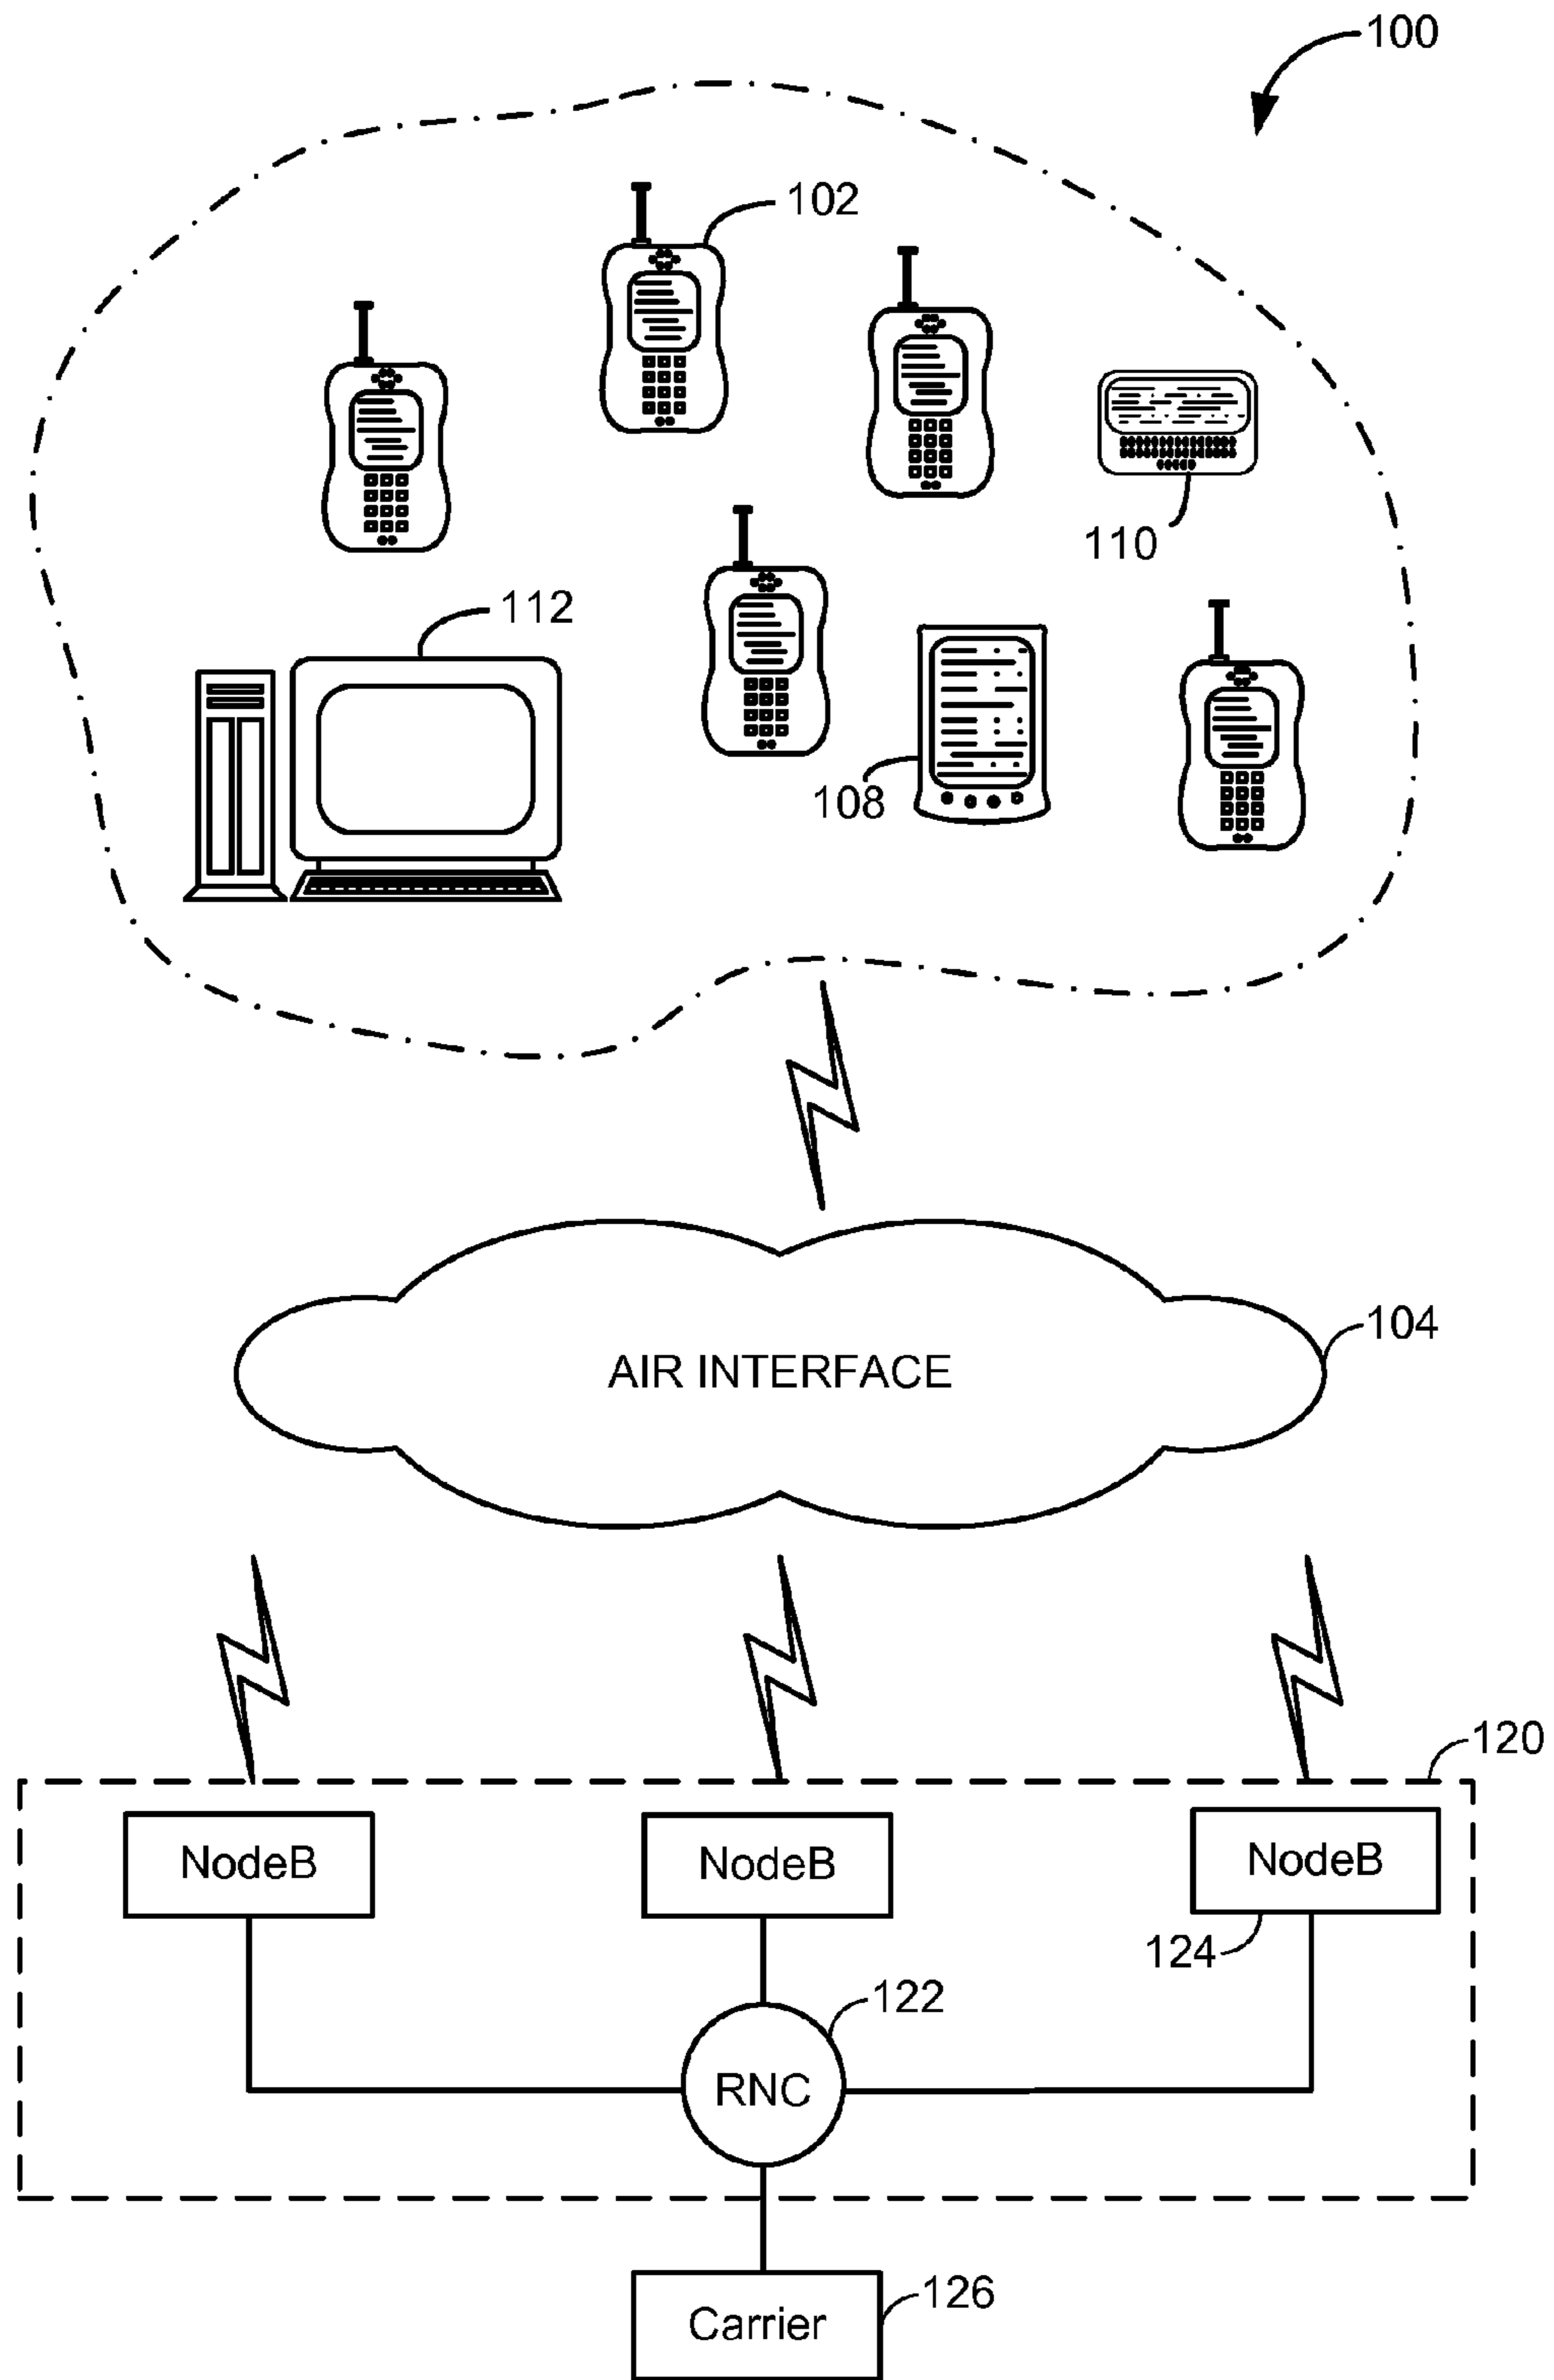 100
102
110
112
108
104
AIR INTERFACE
120
NodeB
NodeB
NodeB
124
122
RNC
126
Carrier